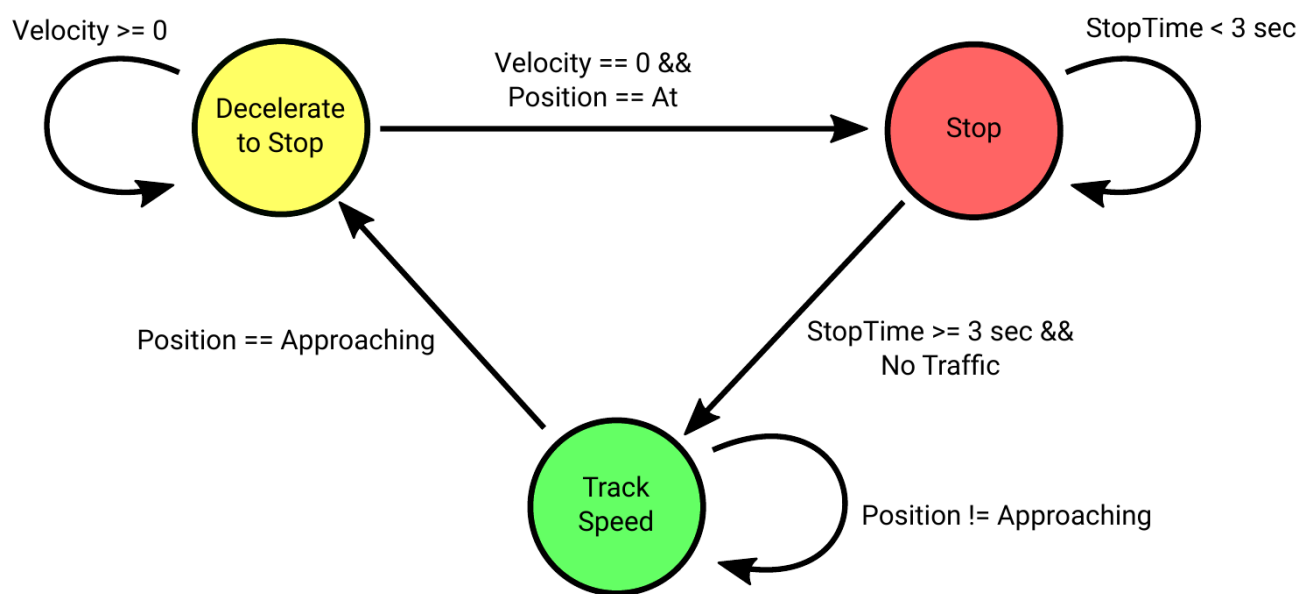 Velocity >= 0
StopTime < 3 sec
Velocity == 0 &&
Position == At
Decelerate
to Stop
Stop
Position == Approaching
StopTime >= 3 sec &&
No Traffic
Track
Speed
Position != Approaching